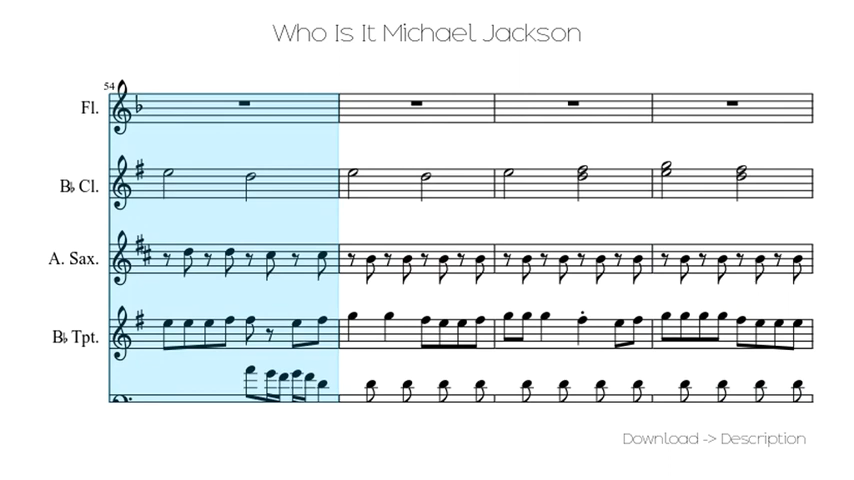 Who Is It Michael Jackson
54
Fl.
B♭ Cl.
A. Sax.
B♭ Tpt.
Download -> Description